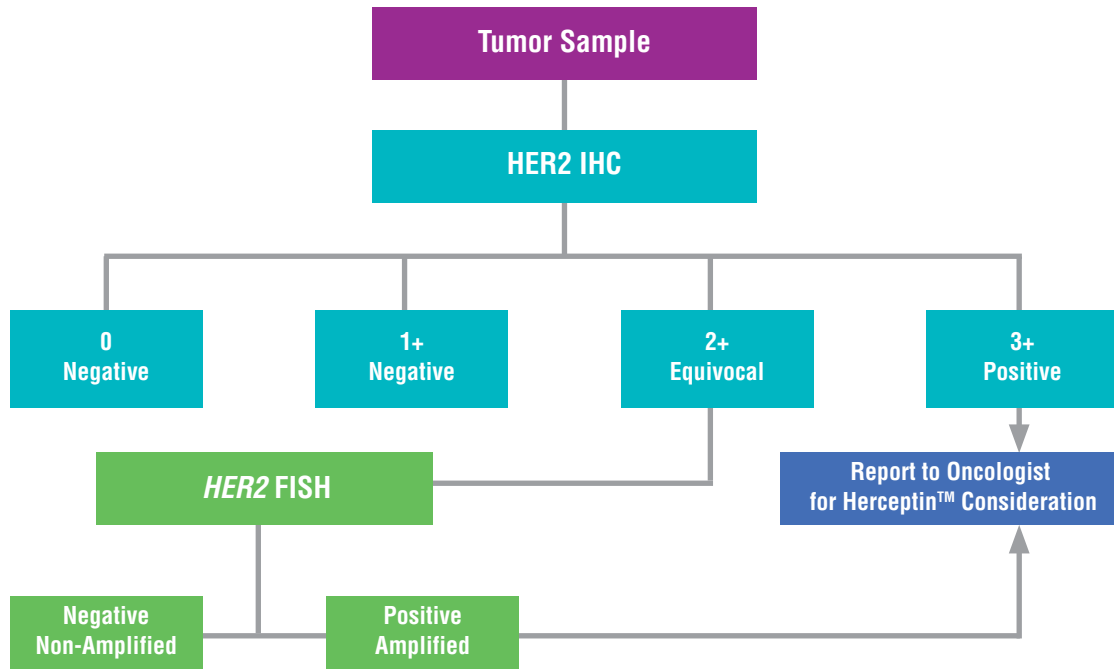 Tumor Sample
HER2 IHC
0
Negative
1+
Negative
2+
Equivocal
3+
Positive
HER2 FISH
Report to Oncologist
for Herceptin™ Consideration
Negative
Non-Amplified
Positive
Amplified